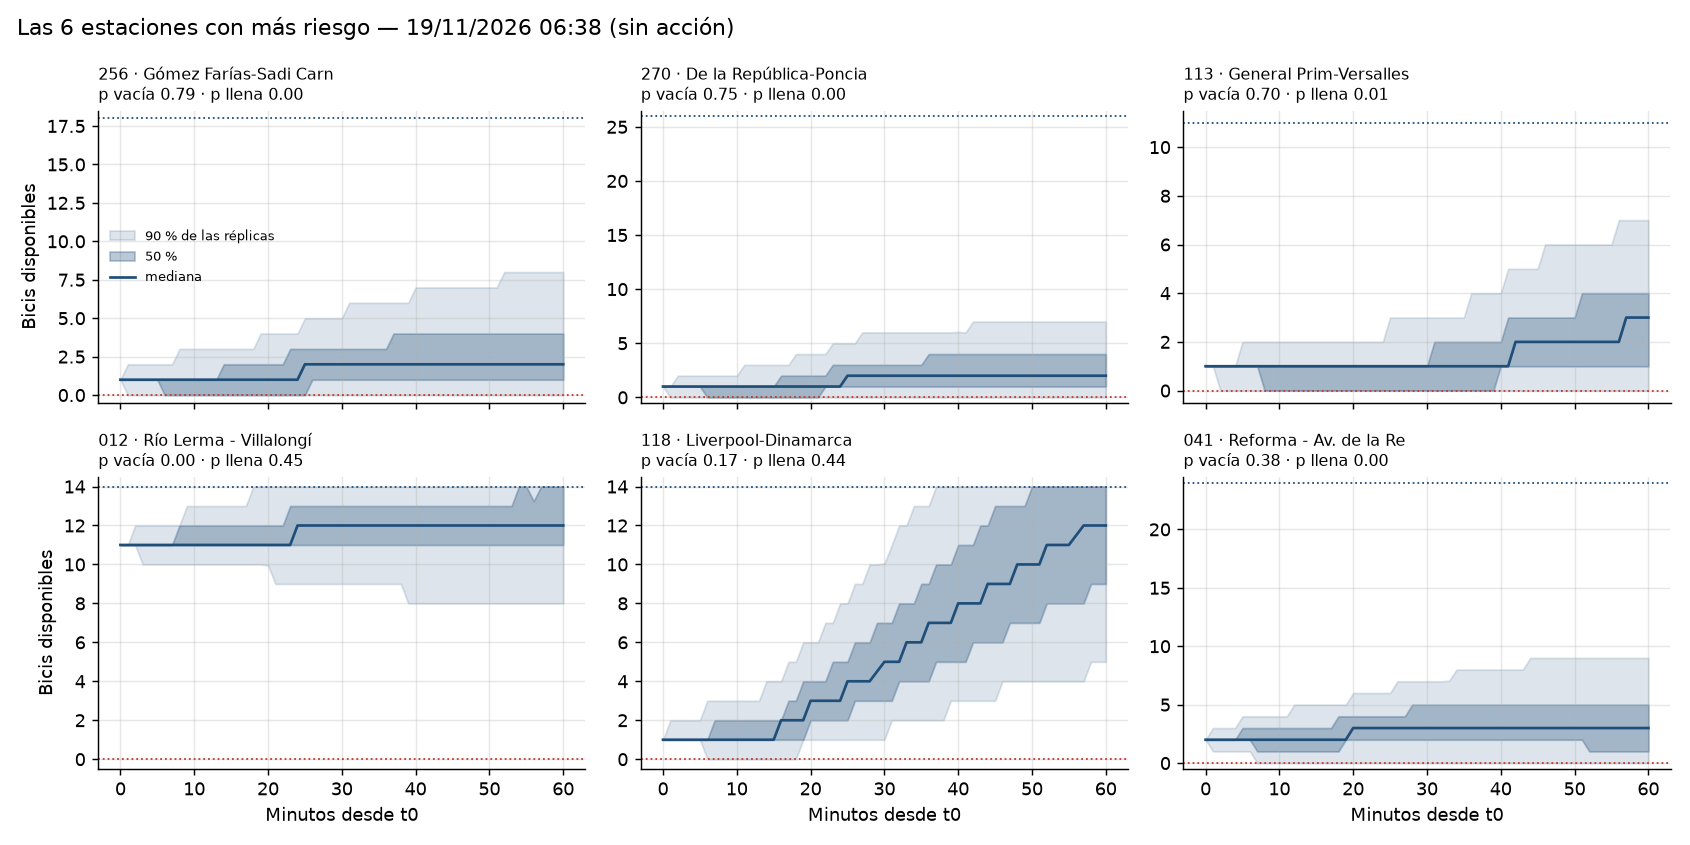 Las 6 estaciones con más riesgo — 19/11/2026 06:38 (sin acción)
256 · Gómez Farías-Sadi Carn
p vacía 0.79 · p llena 0.00
17.5
15.0
12.5
10.0
7.5
5.0
2.5
0.0
Bicis disponibles
90 % de las réplicas
50 %
mediana
270 · De la República-Poncia
p vacía 0.75 · p llena 0.00
25
20
15
10
5
0
113 · General Prim-Versalles
p vacía 0.70 · p llena 0.01
10
8
6
4
2
0
012 · Río Lerma - Villalongí
p vacía 0.00 · p llena 0.45
14
12
10
8
6
4
2
0
Bicis disponibles
0 10 20 30 40 50 60
Minutos desde t0
118 · Liverpool-Dinamarca
p vacía 0.17 · p llena 0.44
14
12
10
8
6
4
2
0
0 10 20 30 40 50 60
Minutos desde t0
041 · Reforma - Av. de la Re
p vacía 0.38 · p llena 0.00
20
15
10
5
0
0 10 20 30 40 50 60
Minutos desde t0